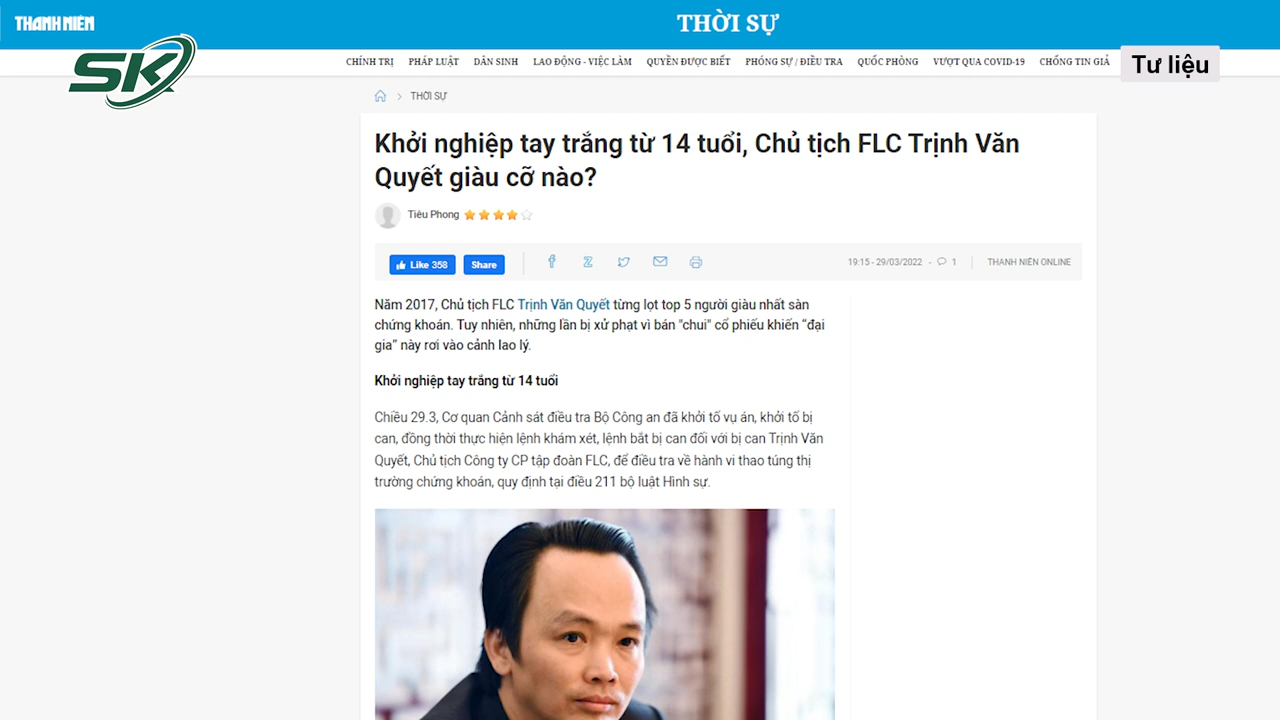 THANH NIÊN
THỜI SỰ
SK
CHÍNH TRỊ PHÁP LUẬT DÂN SINH LAO ĐỘNG - VIỆC LÀM QUYỀN ĐƯỢC BIẾT PHÓNG SỰ / ĐIỀU TRA QUỐC PHÒNG VƯỢT QUA COVID-19 CHỐNG TIN GIẢ
Tư liệu
THỜI SỰ
Khởi nghiệp tay trắng từ 14 tuổi, Chủ tịch FLC Trịnh Văn
Quyết giàu cỡ nào?
Tiêu Phong
Like 358 Share 19:15 - 29/03/2022 - 1 THANH NIÊN ONLINE
Năm 2017, Chủ tịch FLC Trịnh Văn Quyết từng lọt top 5 người giàu nhất sàn
chứng khoán. Tuy nhiên, những lần bị xử phạt vì bán "chui" cổ phiếu khiến “đại
gia” này rơi vào cảnh lao lý.
Khởi nghiệp tay trắng từ 14 tuổi
Chiều 29.3, Cơ quan Cảnh sát điều tra Bộ Công an đã khởi tố vụ án, khởi tố bị
can, đồng thời thực hiện lệnh khám xét, lệnh bắt bị can đối với bị can Trịnh Văn
Quyết, Chủ tịch Công ty CP tập đoàn FLC, để điều tra về hành vi thao túng thị
trường chứng khoán, quy định tại điều 211 bộ luật Hình sự.